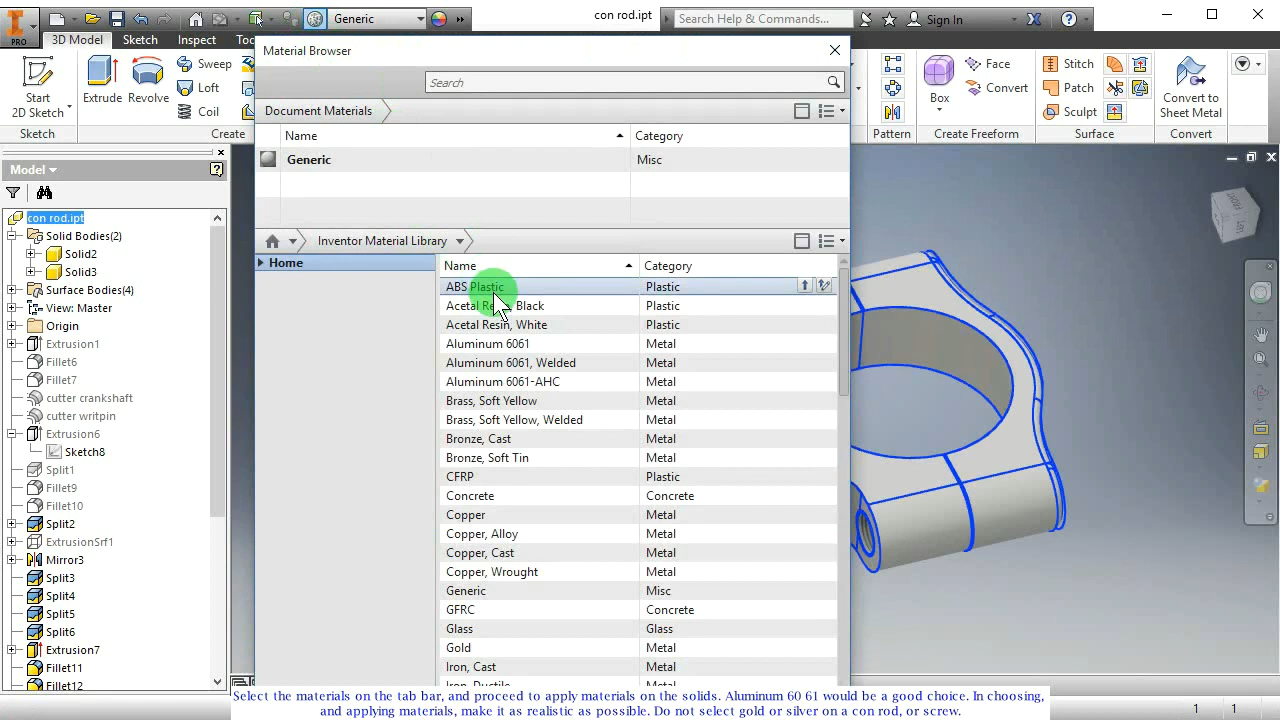 Generic
con rod.ipt
Search Help & Commands...
Sign In
PRO
3D Model
Sketch
Inspect
Material Browser
Start
2D Sketch
Extrude
Revolve
Sweep
Loft
Coil
Box
Face
Convert
Stitch
Patch
Sculpt
Convert to
Sheet Metal
Sketch
Create
Pattern
Create Freeform
Surface
Convert
Search
Document Materials
Name Category
Generic Misc
Inventor Material Library
Home
Name Category
ABS Plastic Plastic
Acetal Resin, Black Plastic
Acetal Resin, White Plastic
Aluminum 6061 Metal
Aluminum 6061, Welded Metal
Aluminum 6061-AHC Metal
Brass, Soft Yellow Metal
Brass, Soft Yellow, Welded Metal
Bronze, Cast Metal
Bronze, Soft Tin Metal
CFRP Plastic
Concrete Concrete
Copper Metal
Copper, Alloy Metal
Copper, Cast Metal
Copper, Wrought Metal
Generic Misc
GFRC Concrete
Glass Glass
Gold Metal
Iron, Cast Metal
Model
con rod.ipt
Solid Bodies(2)
Solid2
Solid3
Surface Bodies(4)
View: Master
Origin
Extrusion1
Fillet6
Fillet7
cutter crankshaft
cutter writpin
Extrusion6
Sketch8
Split1
Fillet9
Fillet10
Split2
ExtrusionSrf1
Mirror3
Split3
Split4
Split5
Split6
Extrusion7
Fillet11
Fillet12
Select the materials on the tab bar, and proceed to apply materials on the solids. Aluminum 60 61 would be a good choice. In choosing,
and applying materials, make it as realistic as possible. Do not select gold or silver on a con rod, or screw.
1 1